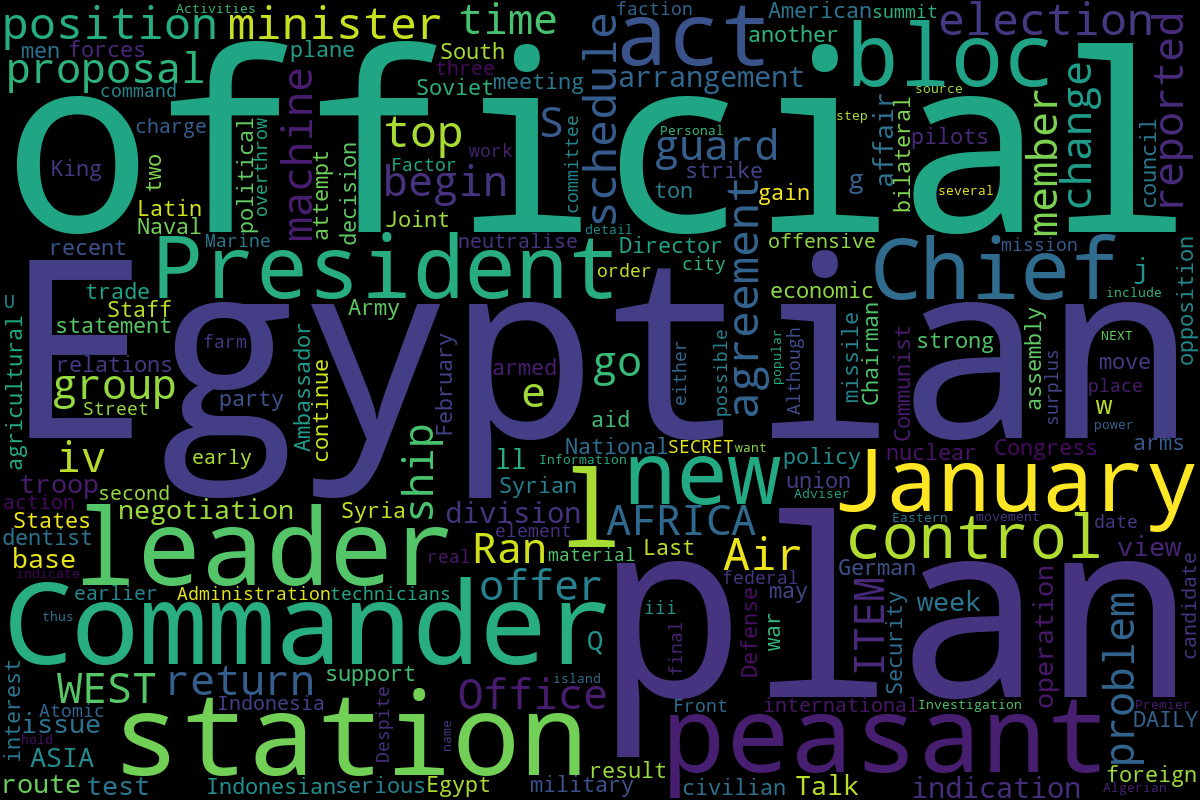 Activities
faction
American summit
position minister time
act
another
election
men forces
plane
South
three
Soviet meeting
arrangement
bloc
proposal
command
official
source
machine
schedule
reported
charge
top
S
Personal
step
guard
pilots
affair
bilateral
member
change
council
King
two
political
overthrow
Factor work
strike
begin
attempt
decision
committee
ton
gain
g
several
Latin
Naval
Joint
detail
recent
Marine
neutralise
Director
offensive
mission
President
agreement
Chief
order
city
j
opposition
U
trade
economic
include
Staff
Army
statement
Egyptian
strong
NEXT
relations
farm
Ambassador
continue
February
armed
go
either
possible
popular
Although
missile
Chairman
Communist
assembly
surplus
move
agricultural
group
Street
party
e
place
w
power
aid
iv
early
ship
National SECRET want
nuclear Congress
arms
ll
Information
l
new
policy
troop
Syrian
union
January
action
second
Adviser
States
negotiation
Syria
division
AFRICA
Eastern
movement
date
dentist
leader
element
control
view
base
real
Ran
material
Last
Air
German
indicate
earlier
Administration technicians
offer
federal
may
ITEM
week
candidate
thus
Commander
iii
plan
Q
final
Defense
war
Security
operation
problem
interest
WEST
return
support
island
Office
Atomic
Indonesia
Despite
name
Front
international Investigation
Premier
issue
DAILY
hold
station
peasant
ASIA
result
foreign
route test
Indonesian serious Egypt
military
civilian
Talk
indication
Algerian